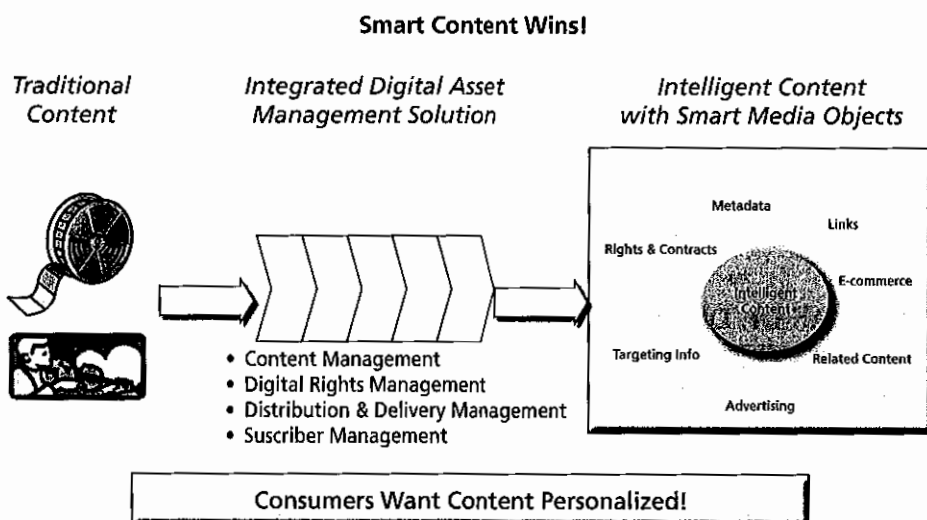 Smart Content Wins!
Traditional
Content
Integrated Digital Asset
Management Solution
Intelligent Content
with Smart Media Objects
Metadata
Links
Rights & Contracts
E-commerce
Intelligent
Content
Targeting Info
Related Content
Advertising
• Content Management
• Digital Rights Management
• Distribution & Delivery Management
• Suscriber Management
Consumers Want Content Personalized!